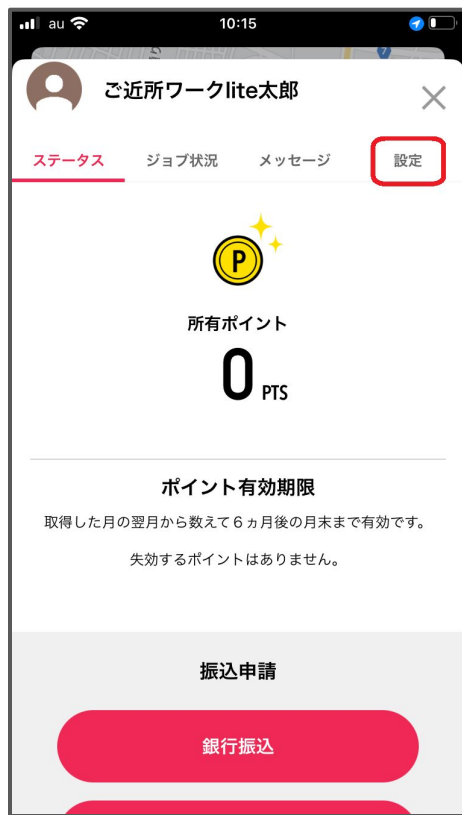 au 10:15
ご近所ワークlite太郎
ステータス ジョブ状況 メッセージ 設定
P
所有ポイント
0 PTS
ポイント有効期限
取得した月の翌月から数えて6ヵ月後の月末まで有効です。
失効するポイントはありません。
振込申請
銀行振込